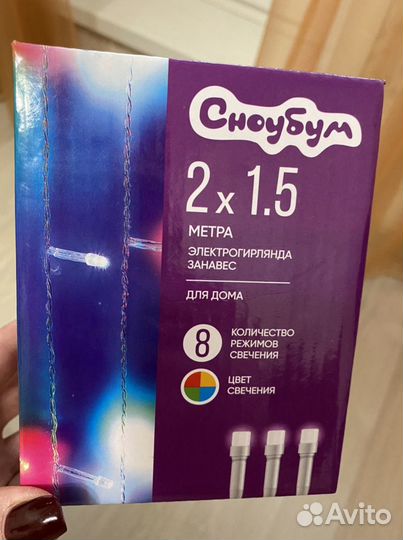 Сноубум
2 x 1.5
МЕТРА
ЭЛЕКТРОГИРЛЯНДА
ЗАНАВЕС
ДЛЯ ДОМА
8
КОЛИЧЕСТВО
РЕЖИМОВ
СВЕЧЕНИЯ
ЦВЕТ
СВЕЧЕНИЯ
Avito